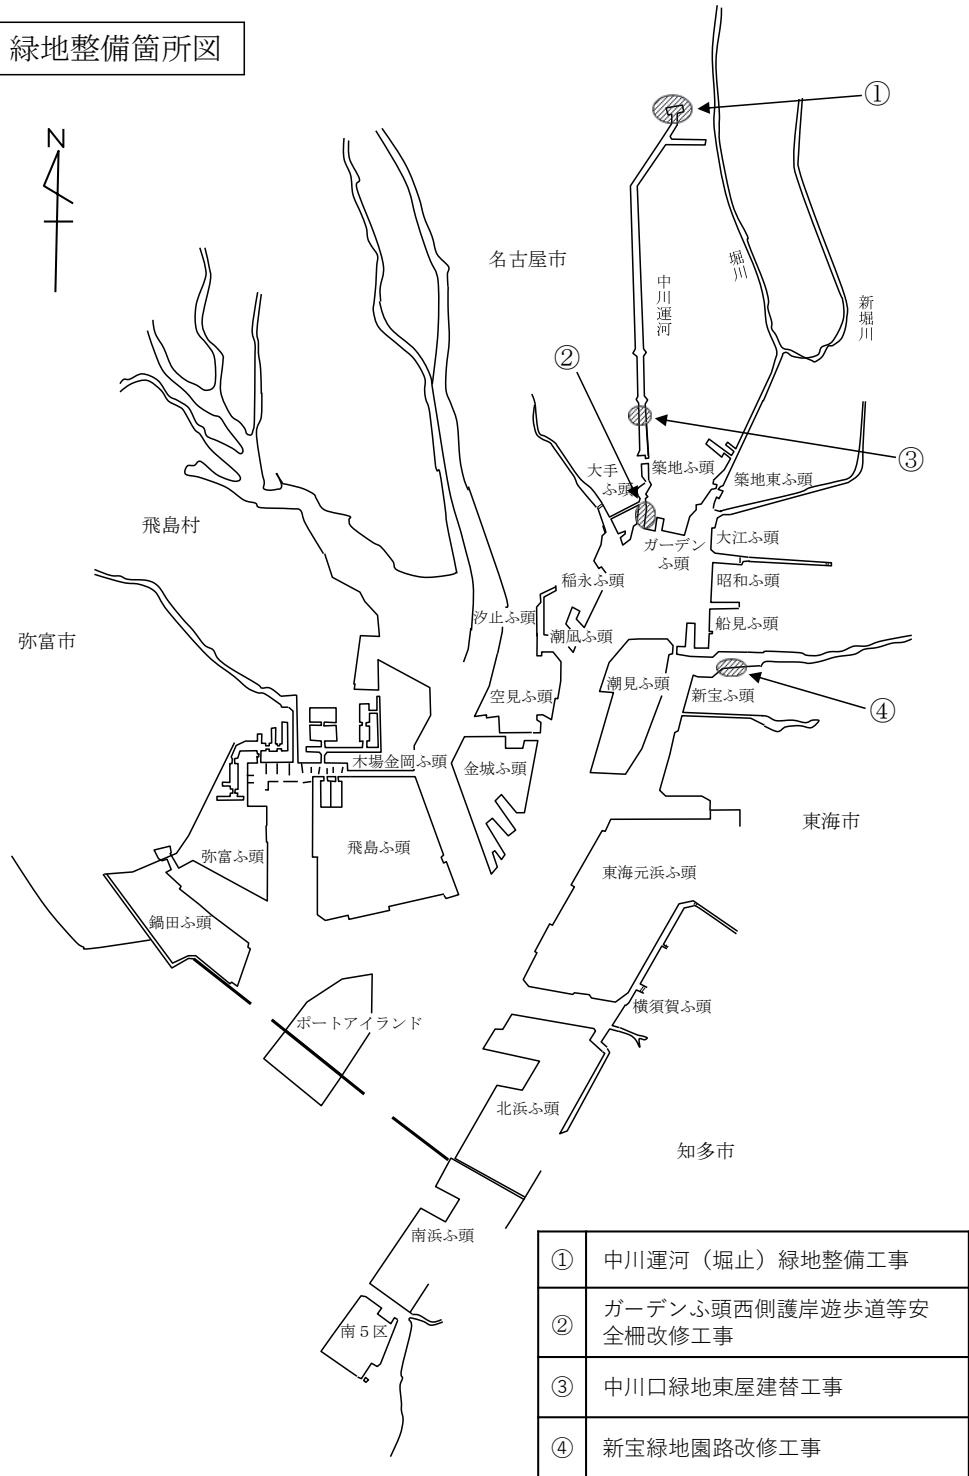 緑地整備箇所図
N
①
名古屋市
堀川
中川運河
新堀川
②
③
大手
ふ頭
築地ふ頭
築地東ふ頭
飛島村
ガーデン
ふ頭
大江ふ頭
稲永ふ頭
昭和ふ頭
汐止ふ頭
潮凪ふ頭
船見ふ頭
弥富市
空見ふ頭
潮見ふ頭
新宝ふ頭
④
木場金岡ふ頭
金城ふ頭
東海市
弥富ふ頭
飛島ふ頭
東海元浜ふ頭
鍋田ふ頭
横須賀ふ頭
ポートアイランド
北浜ふ頭
知多市
南浜ふ頭
南5区
① 中川運河（堀止）緑地整備工事
② ガーデンふ頭西側護岸遊歩道等安
全柵改修工事
③ 中川口緑地東屋建替工事
④ 新宝緑地園路改修工事